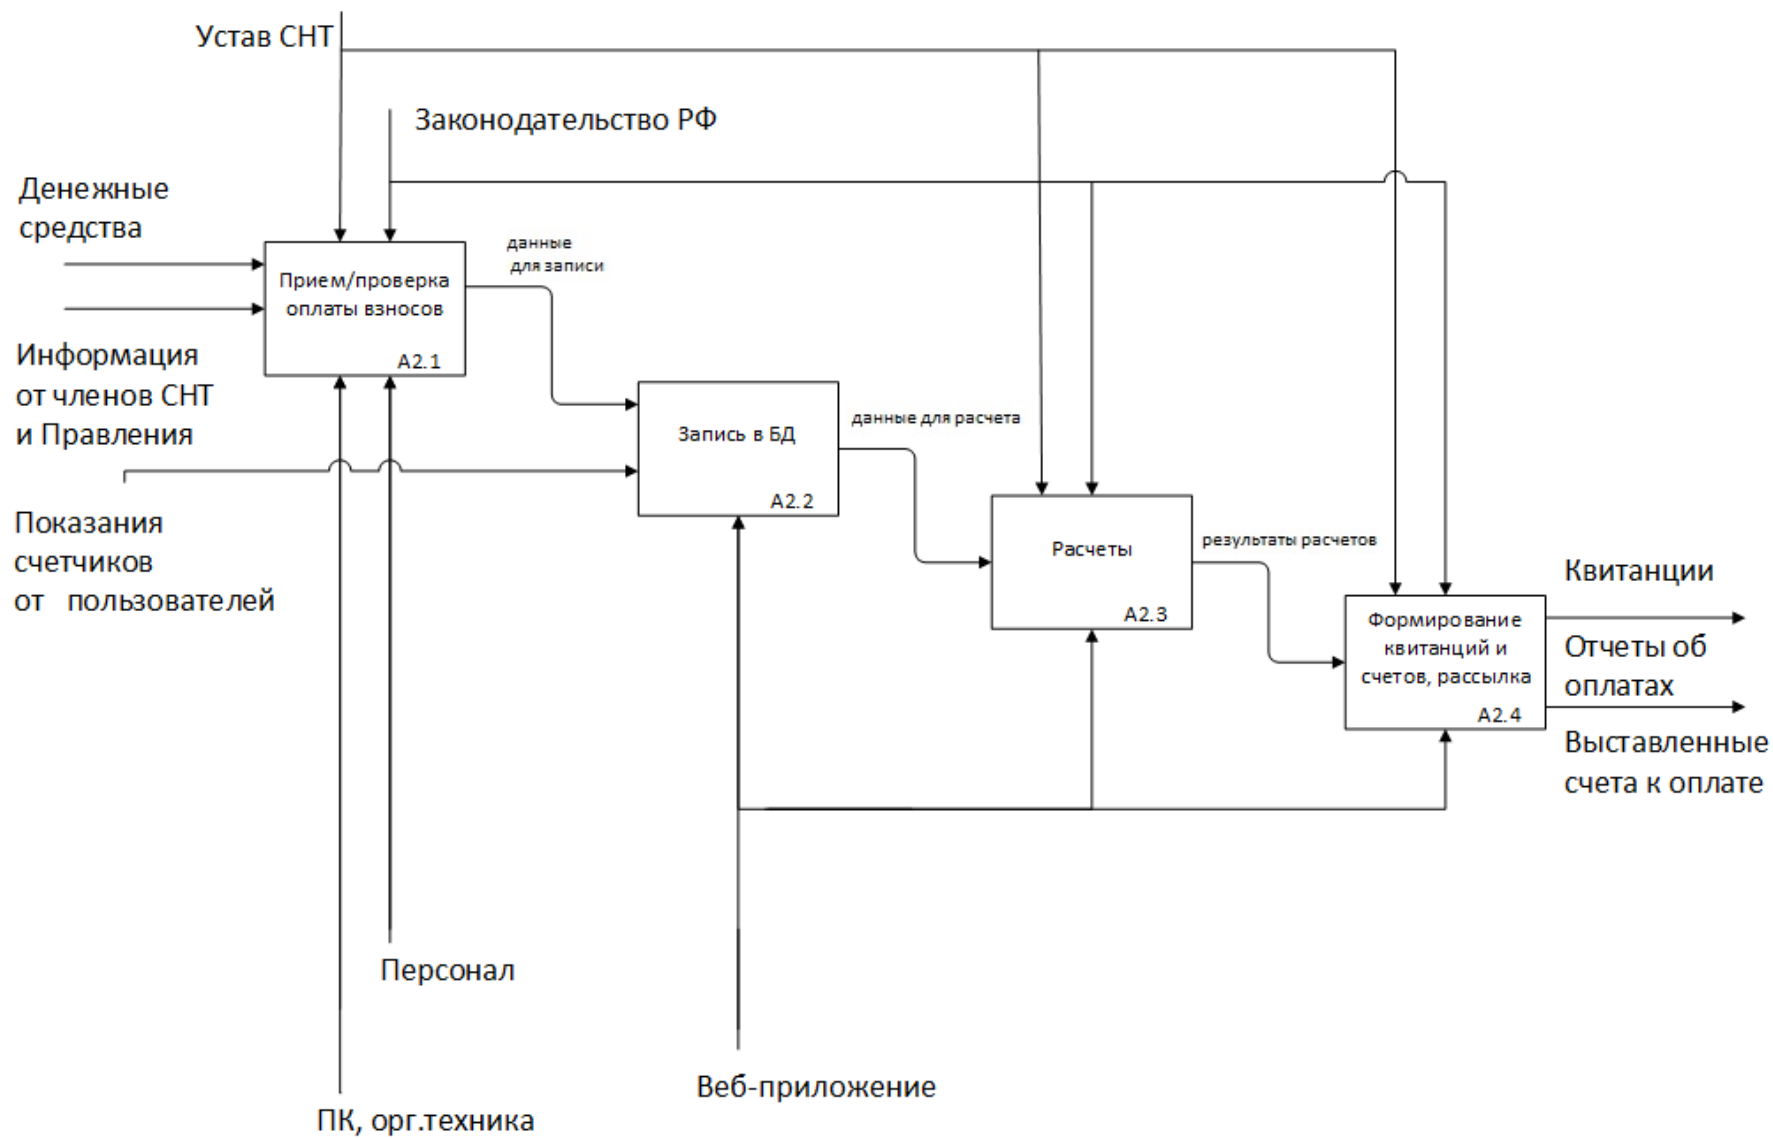 Устав СНТ
Законодательство РФ
Денежные
средства
данные
для записи
Прием/проверка
оплаты взносов
А2.1
Информация
от членов СНТ
и Правления
Запись в БД
А2.2
данные для расчета
Показания
счетчиков
от пользователей
Расчеты
А2.3
результаты расчетов
Формирование
квитанций и
счетов, рассылка
А2.4
Квитанции
Отчеты об
оплатах
Выставленные
счета к оплате
Персонал
Веб-приложение
ПК, орг.техника